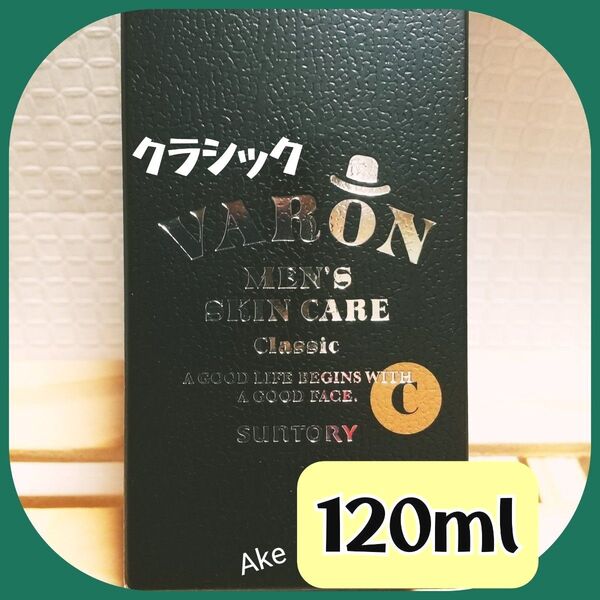 クラシック
VARON
MEN'S
SKIN CARE
Classic
A GOOD LIFE BEGINS WITH
A GOOD FACE.
C
SUNTORY
120ml
Ake